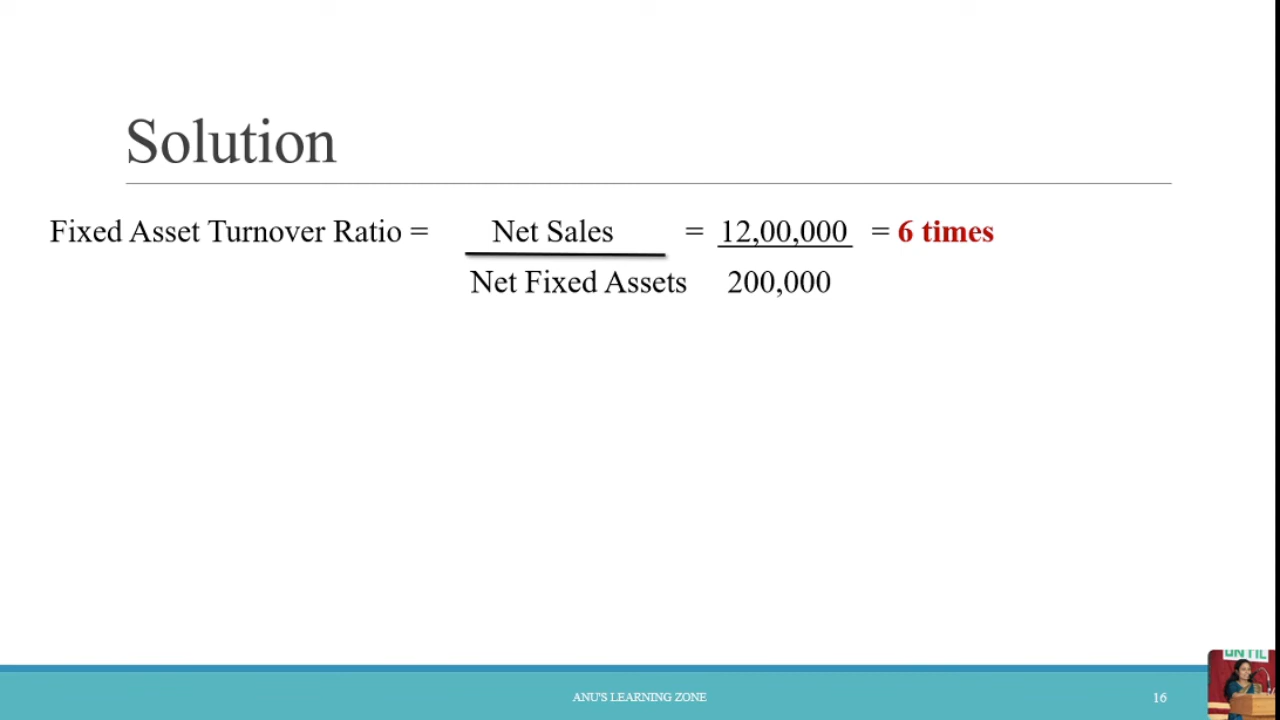 Solution
Fixed Asset Turnover Ratio = Net Sales = 12,00,000 = 6 times
Net Fixed Assets 200,000
ANU'S LEARNING ZONE 16